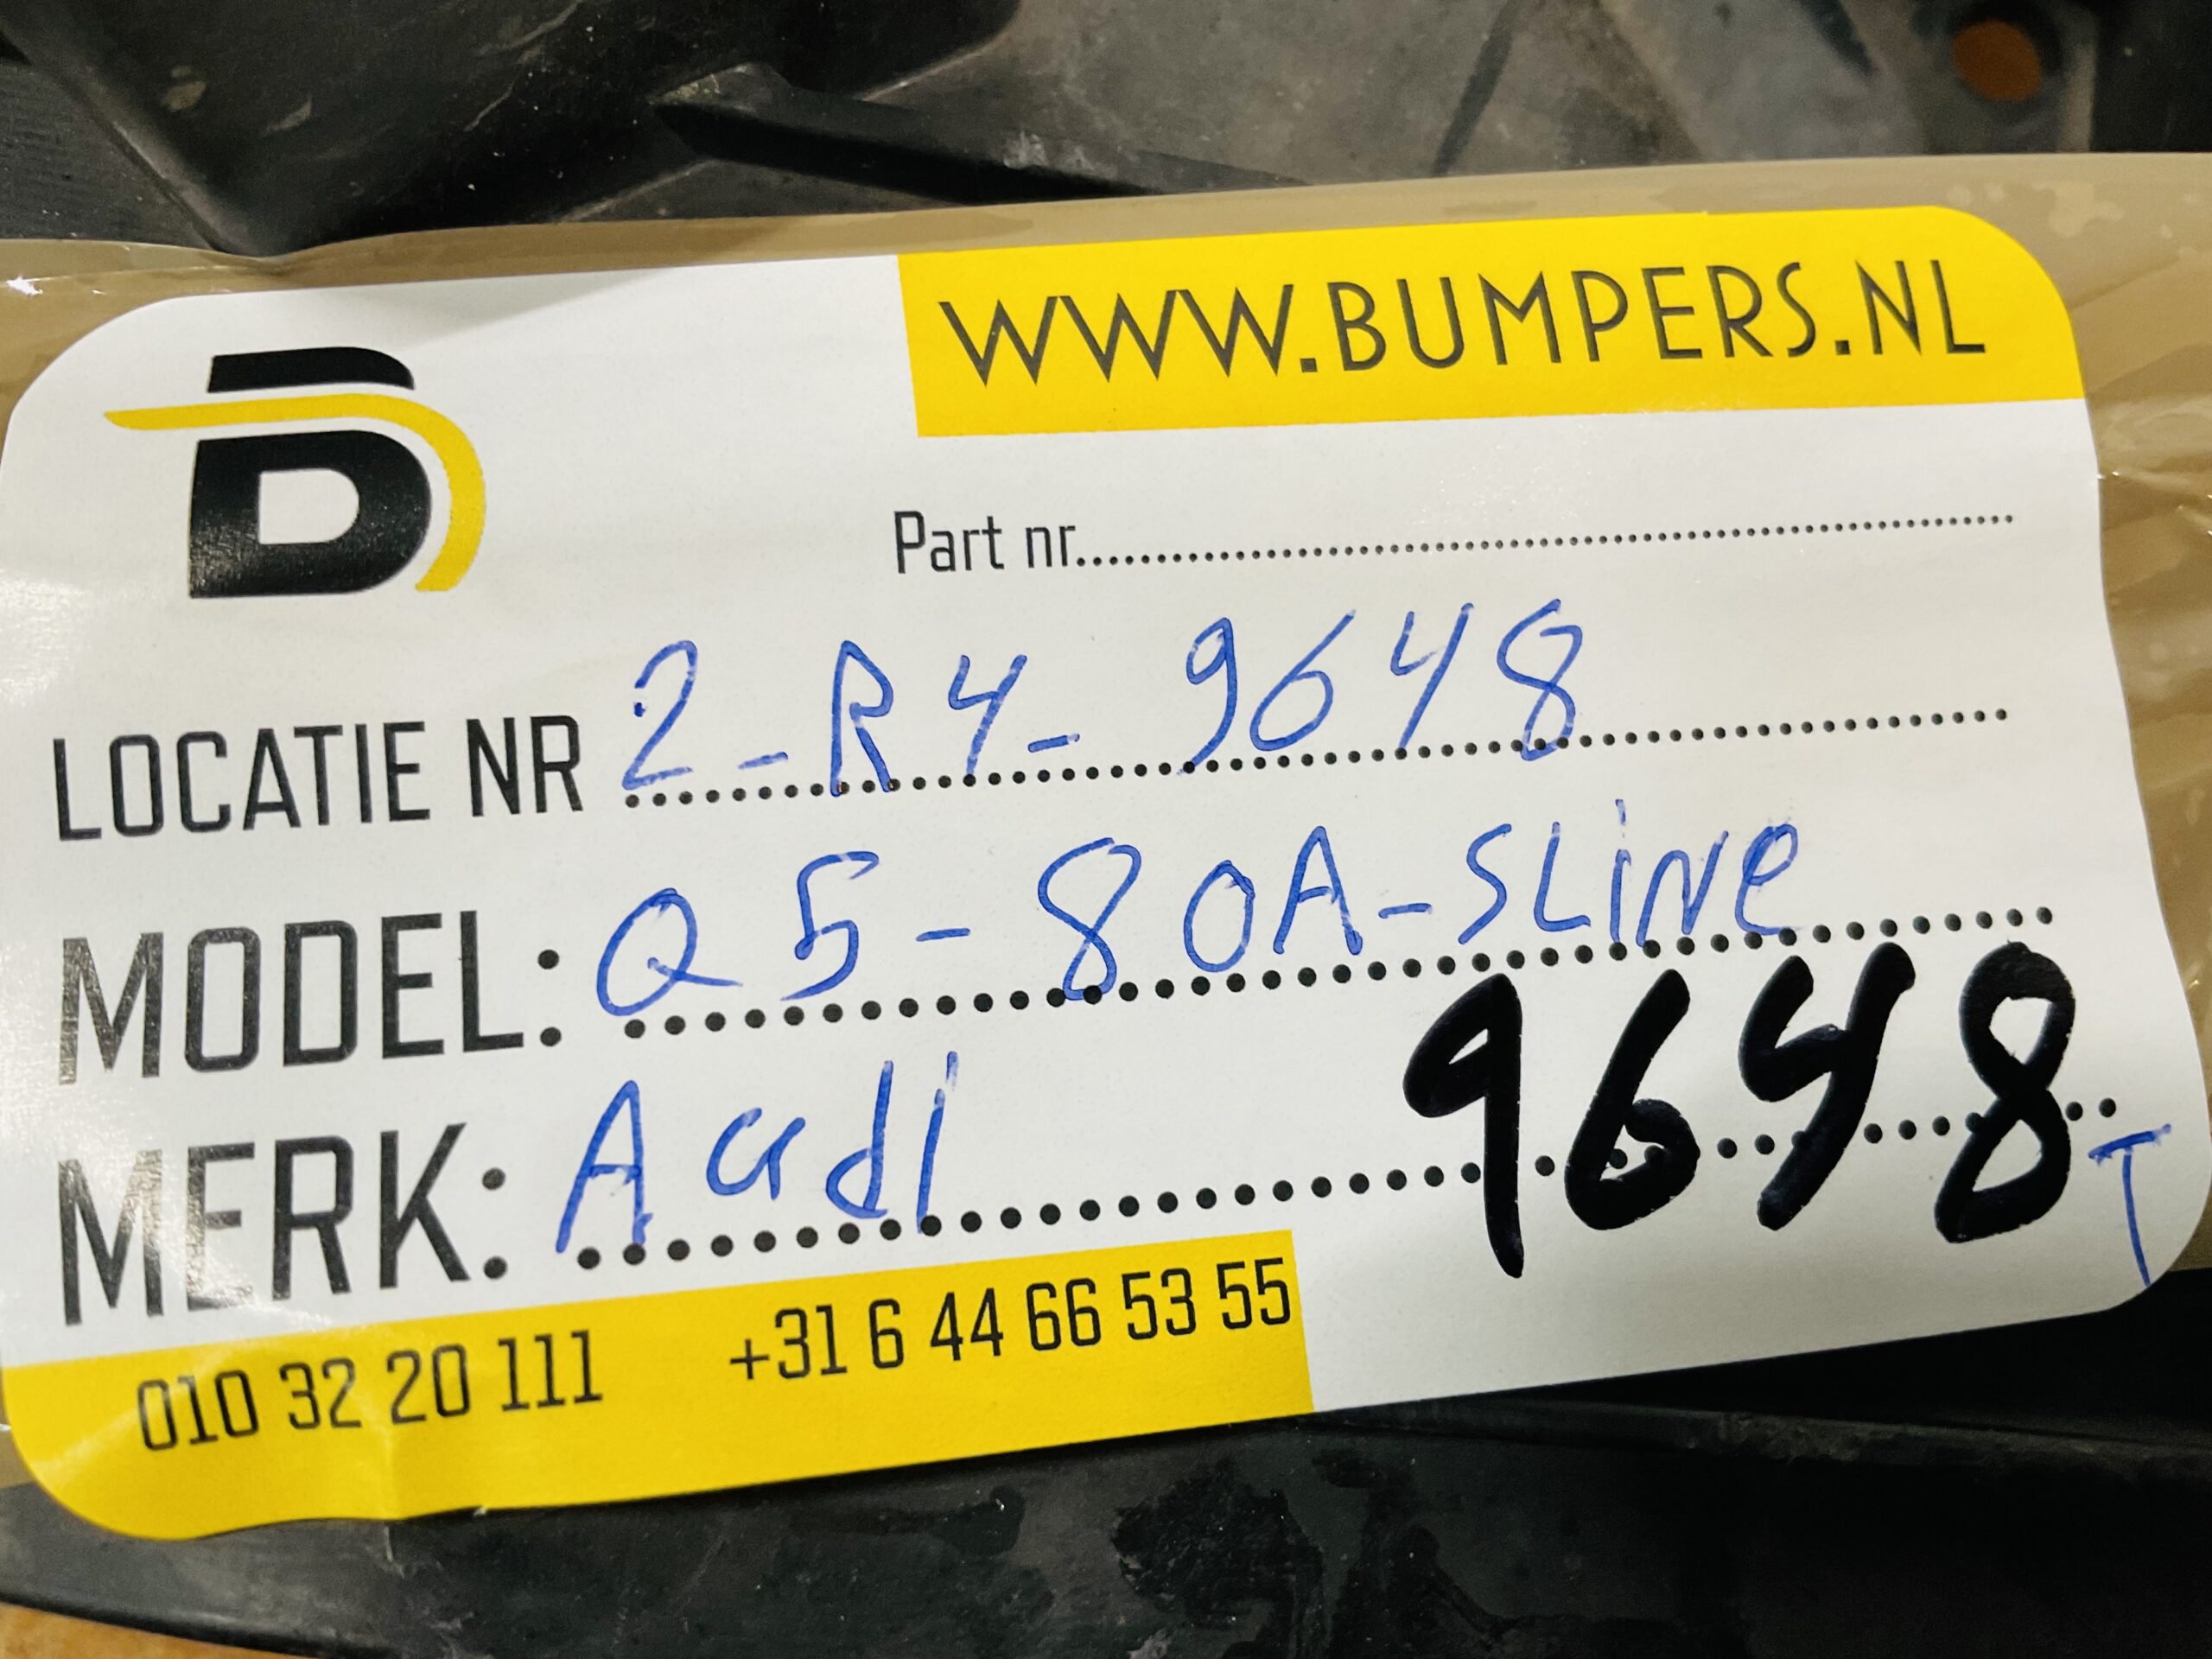 B
WWW.BUMPERS.NL
Part nr..........
LOCATIE NR 2-R4-9648
MODEL: Q5-80A-SLiNe
MERK: Audi
9648
T
010 32 20 111 +31 6 44 66 53 55